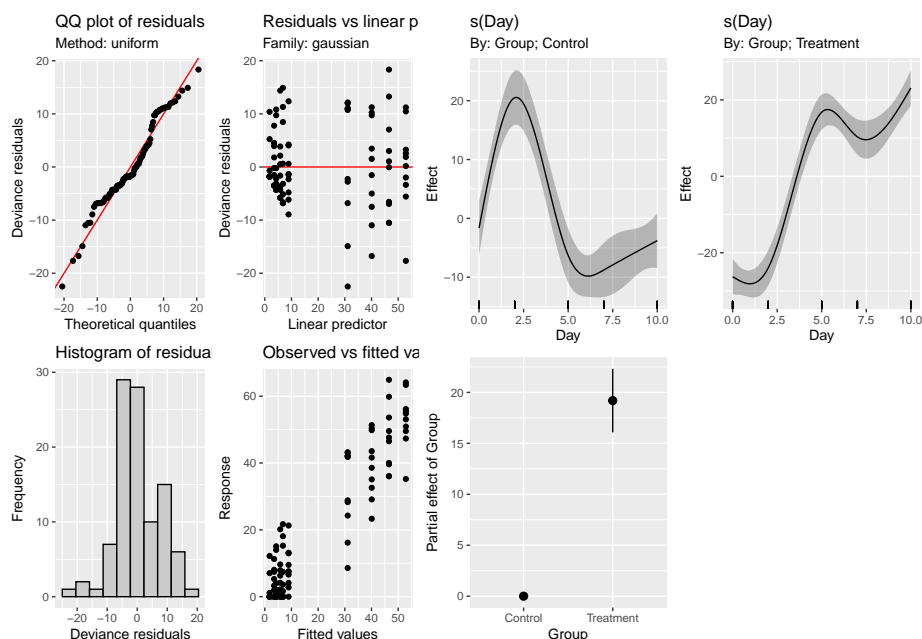 QQ plot of residuals
Method: uniform
Deviance residuals
20
10
0
−10
−20
−20 −10 0 10 20
Theoretical quantiles
Residuals vs linear p
Family: gaussian
Deviance residuals
20
10
0
−10
−20
0 10 20 30 40 50
Linear predictor
s(Day)
By: Group; Control
Effect
20
10
0
−10
0.0 2.5 5.0 7.5 10.0
Day
s(Day)
By: Group; Treatment
Effect
20
0
−20
0.0 2.5 5.0 7.5 10.0
Day
Histogram of residual
Frequency
30
20
10
0
−20 −10 0 10 20
Deviance residuals
Observed vs fitted va
Response
60
40
20
0
0 10 20 30 40 50
Fitted values
Partial effect of Group
20
15
10
5
0
Control Treatment
Group